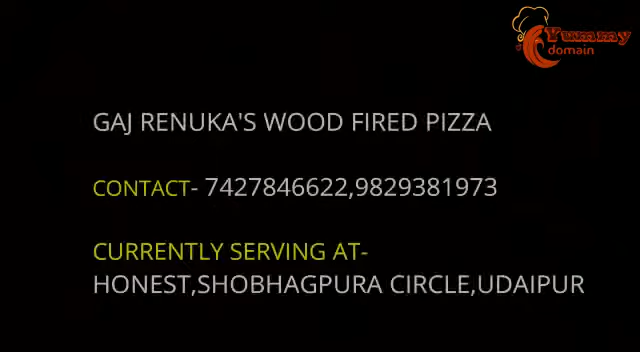 Yummy
domain
GAJ RENUKA'S WOOD FIRED PIZZA
CONTACT- 7427846622,9829381973
CURRENTLY SERVING AT-
HONEST,SHOBHAGPURA CIRCLE,UDAIPUR